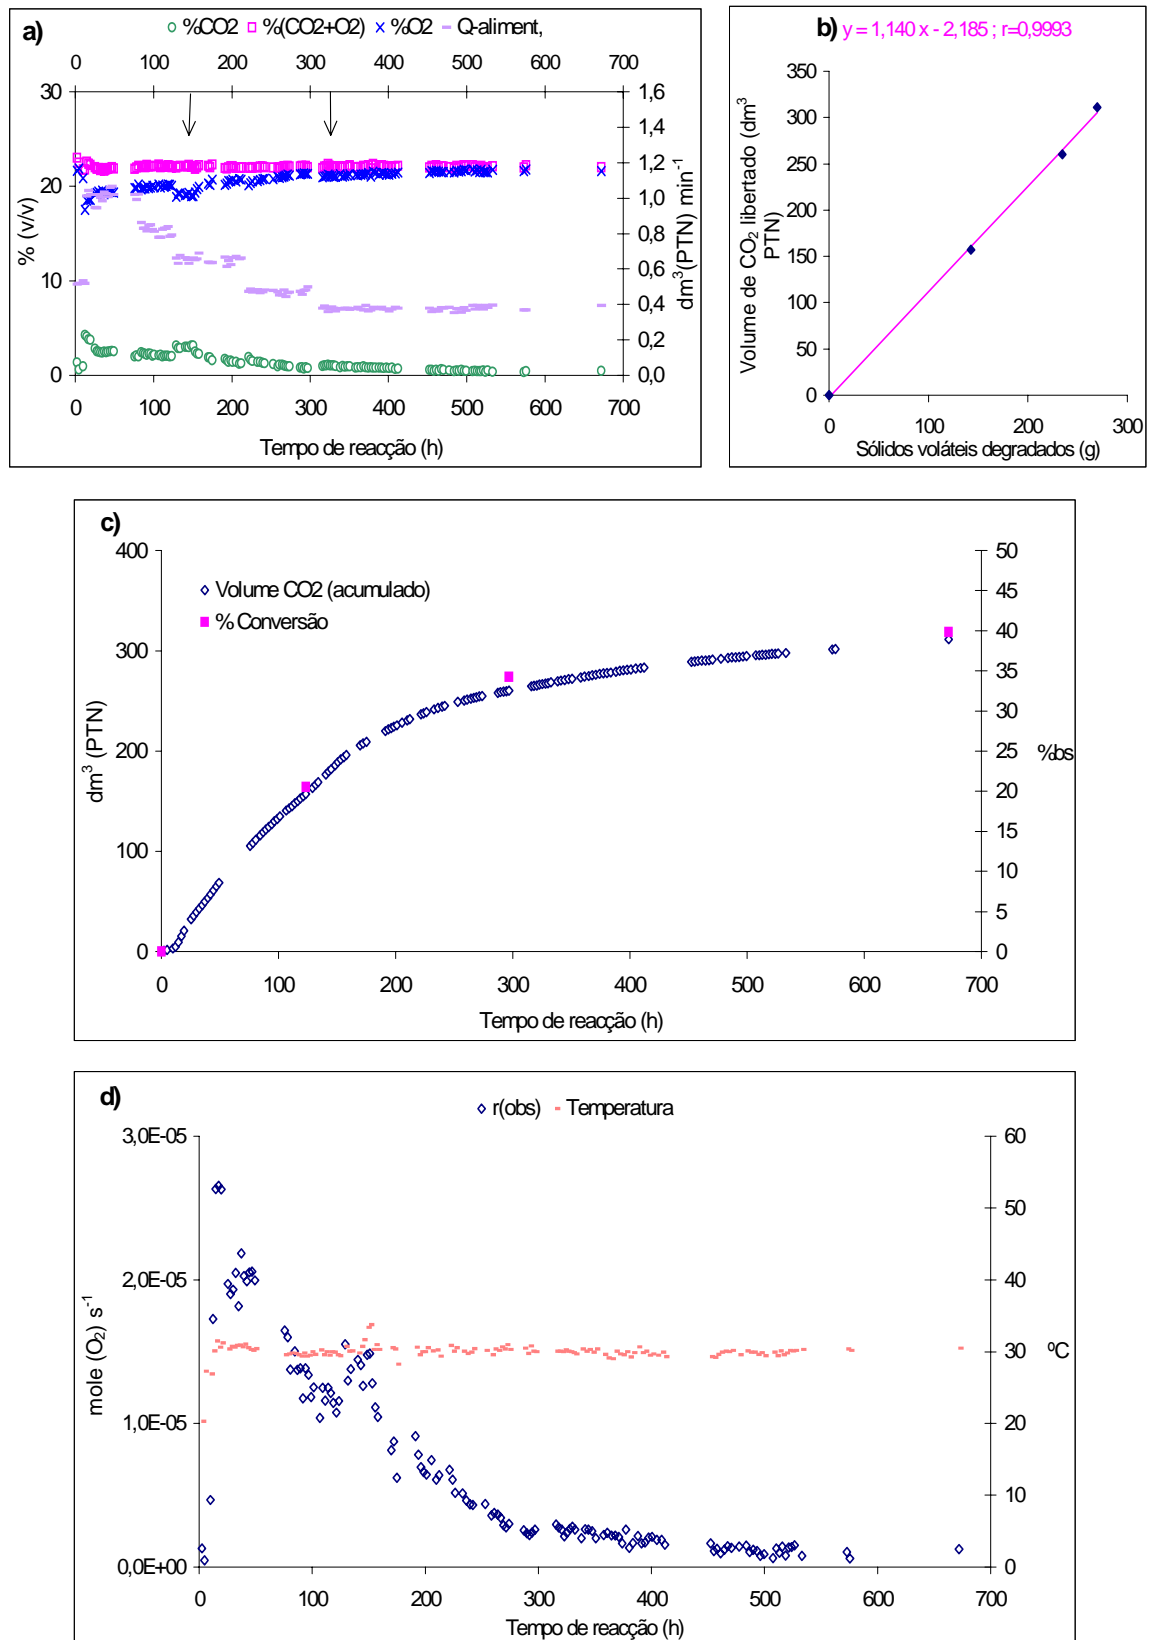 a)
%CO2 %(CO2+O2) %O2 Q-aliment,
0 100 200 300 400 500 600 700
30 1,6
1,4
1,2
20 1,0
0,8
10 0,6
0,4
0,2
0 0,0
% (v/v)
dm³(PTN) min⁻¹
0 100 200 300 400 500 600 700
Tempo de reacção (h)
b) y = 1,140 x - 2,185 ; r=0,9993
350
300
250
200
150
100
50
0
Volume de CO₂ libertado (dm³
PTN)
0 100 200 300
Sólidos voláteis degradados (g)
c)
400 50
45
Volume CO2 (acumulado)
% Conversão
40
300 35
30
200 25
20
15
100 10
5
0 0
dm³ (PTN)
%bs
0 100 200 300 400 500 600 700
Tempo de reacção (h)
d)
r(obs) Temperatura
3,0E-05 60
50
2,0E-05 40
30
1,0E-05 20
10
0,0E+00 0
mole (O₂) s⁻¹
ºC
0 100 200 300 400 500 600 700
Tempo de reacção (h)